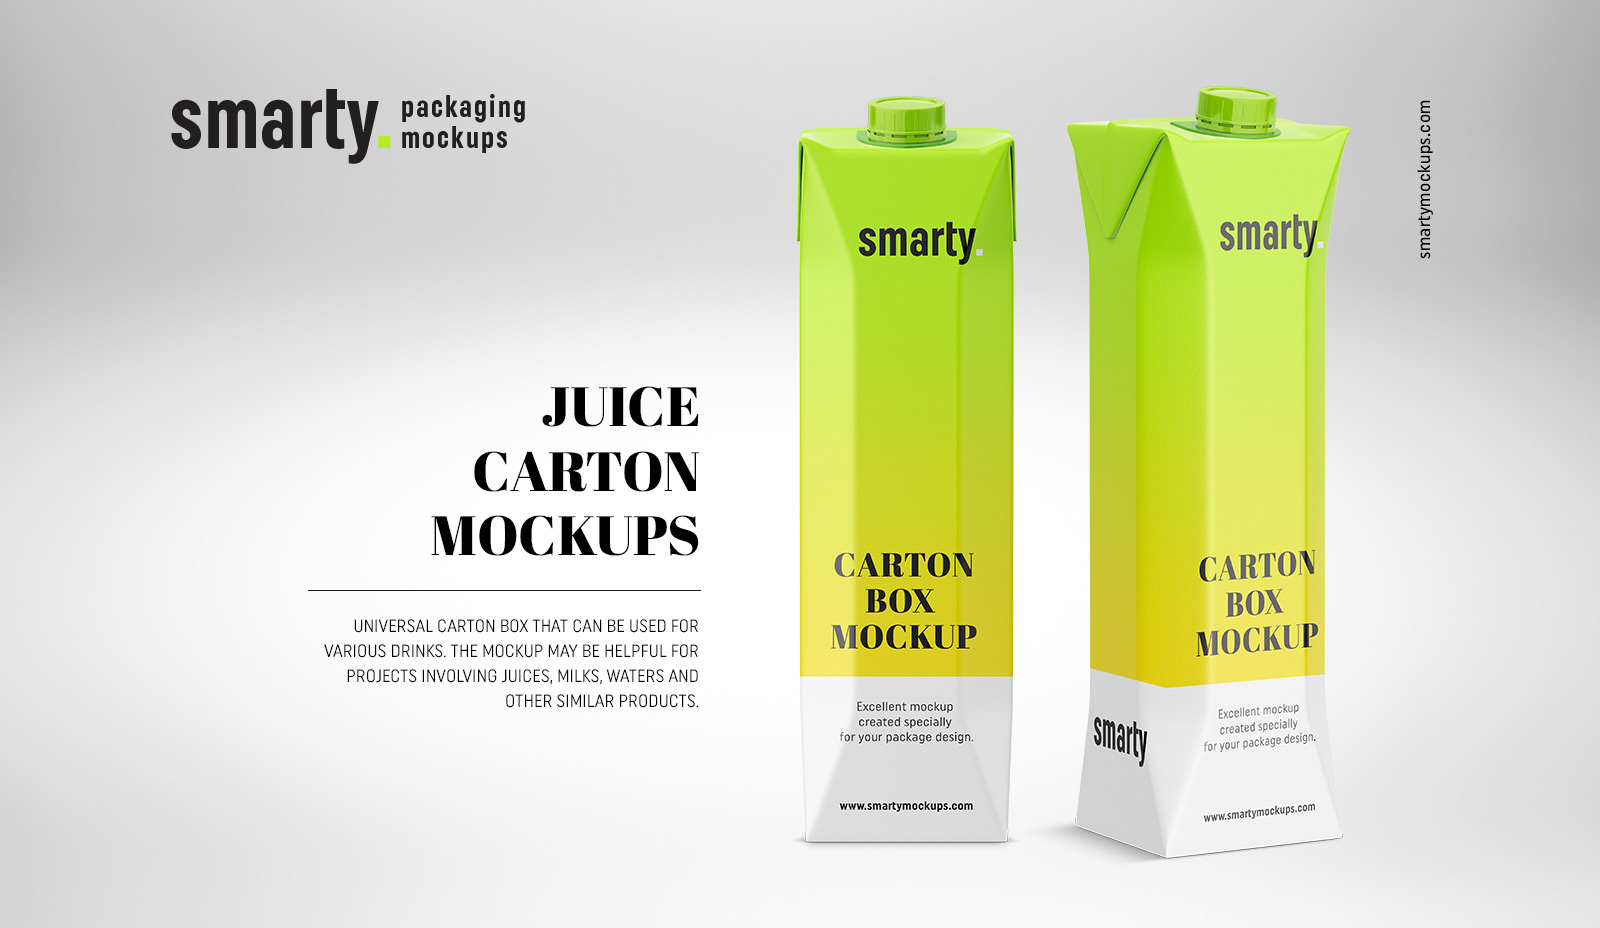 smarty.
packaging
mockups
smartymockups.com
JUICE
CARTON
MOCKUPS
UNIVERSAL CARTON BOX THAT CAN BE USED FOR
VARIOUS DRINKS. THE MOCKUP MAY BE HELPFUL FOR
PROJECTS INVOLVING JUICES, MILKS, WATERS AND
OTHER SIMILAR PRODUCTS.
smarty.
CARTON
BOX
MOCKUP
Excellent mockup
created specially
for your package design.
www.smartymockups.com
smarty.
CARTON
BOX
MOCKUP
smarty
Excellent mockup
created specially
for your package design.
www.smartymockups.com